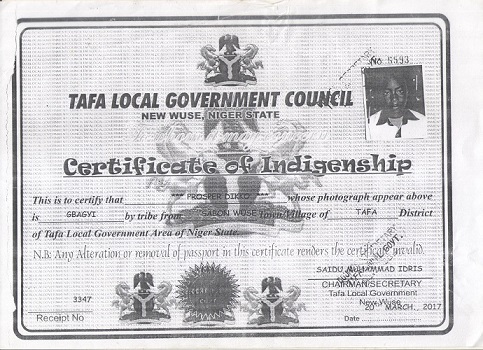 No 5593
TAFA LOCAL GOVERNMENT COUNCIL
NEW WUSE, NIGER STATE
Certificate of Indigenship
This is to certify that PROSPER DIKIO whose photograph appear above
is GBAGYI by tribe from SABON WUSE Town/Village of TAFA District
of Tafa Local Government Area of Niger State
N.B: Any Alteration or removal of passport in this certificate renders the certificate invalid.
SAIDU MUHAMMAD IDRIS
3347
CHAIRMAN/SECRETARY
Tafa Local Government
New Wuse
Receipt No
20 MARCH., 2017
Date